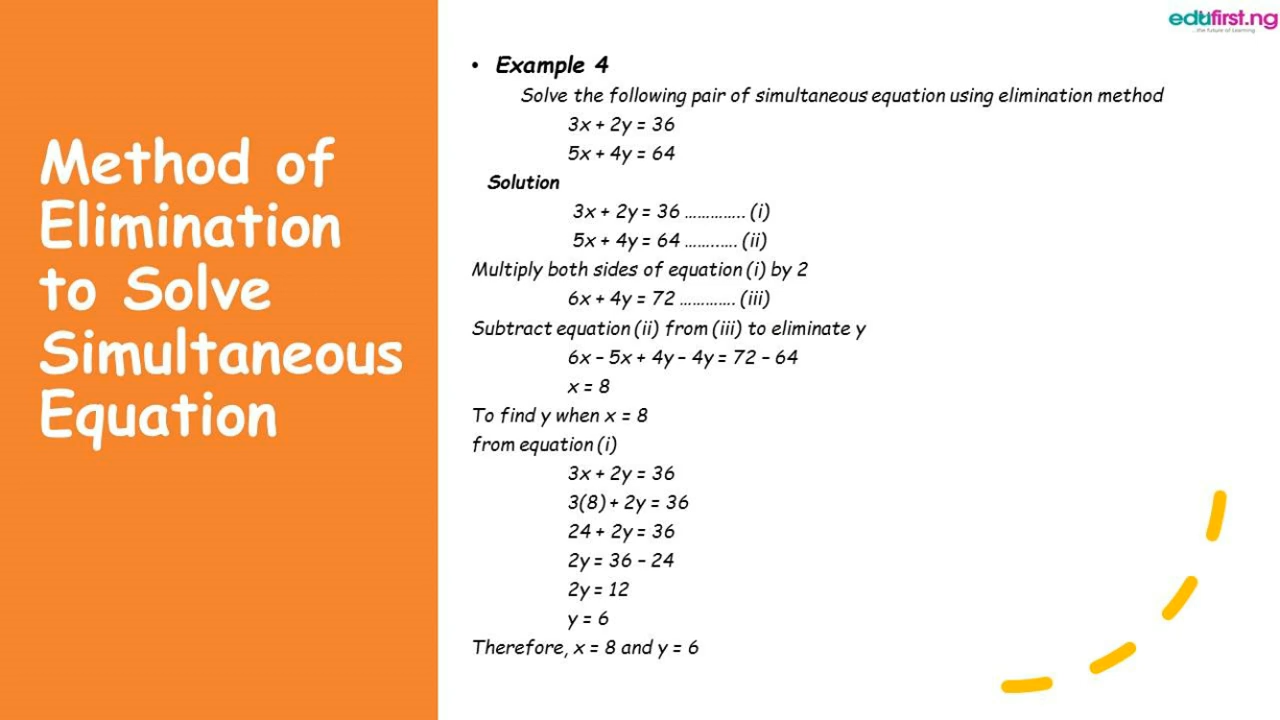 edufirst.ng
...the future of Learning
Method of
Elimination
to Solve
Simultaneous
Equation
• Example 4
Solve the following pair of simultaneous equation using elimination method
3x + 2y = 36
5x + 4y = 64
Solution
3x + 2y = 36 ………….. (i)
5x + 4y = 64 ……..…. (ii)
Multiply both sides of equation (i) by 2
6x + 4y = 72 …………. (iii)
Subtract equation (ii) from (iii) to eliminate y
6x – 5x + 4y – 4y = 72 – 64
x = 8
To find y when x = 8
from equation (i)
3x + 2y = 36
3(8) + 2y = 36
24 + 2y = 36
2y = 36 – 24
2y = 12
y = 6
Therefore, x = 8 and y = 6